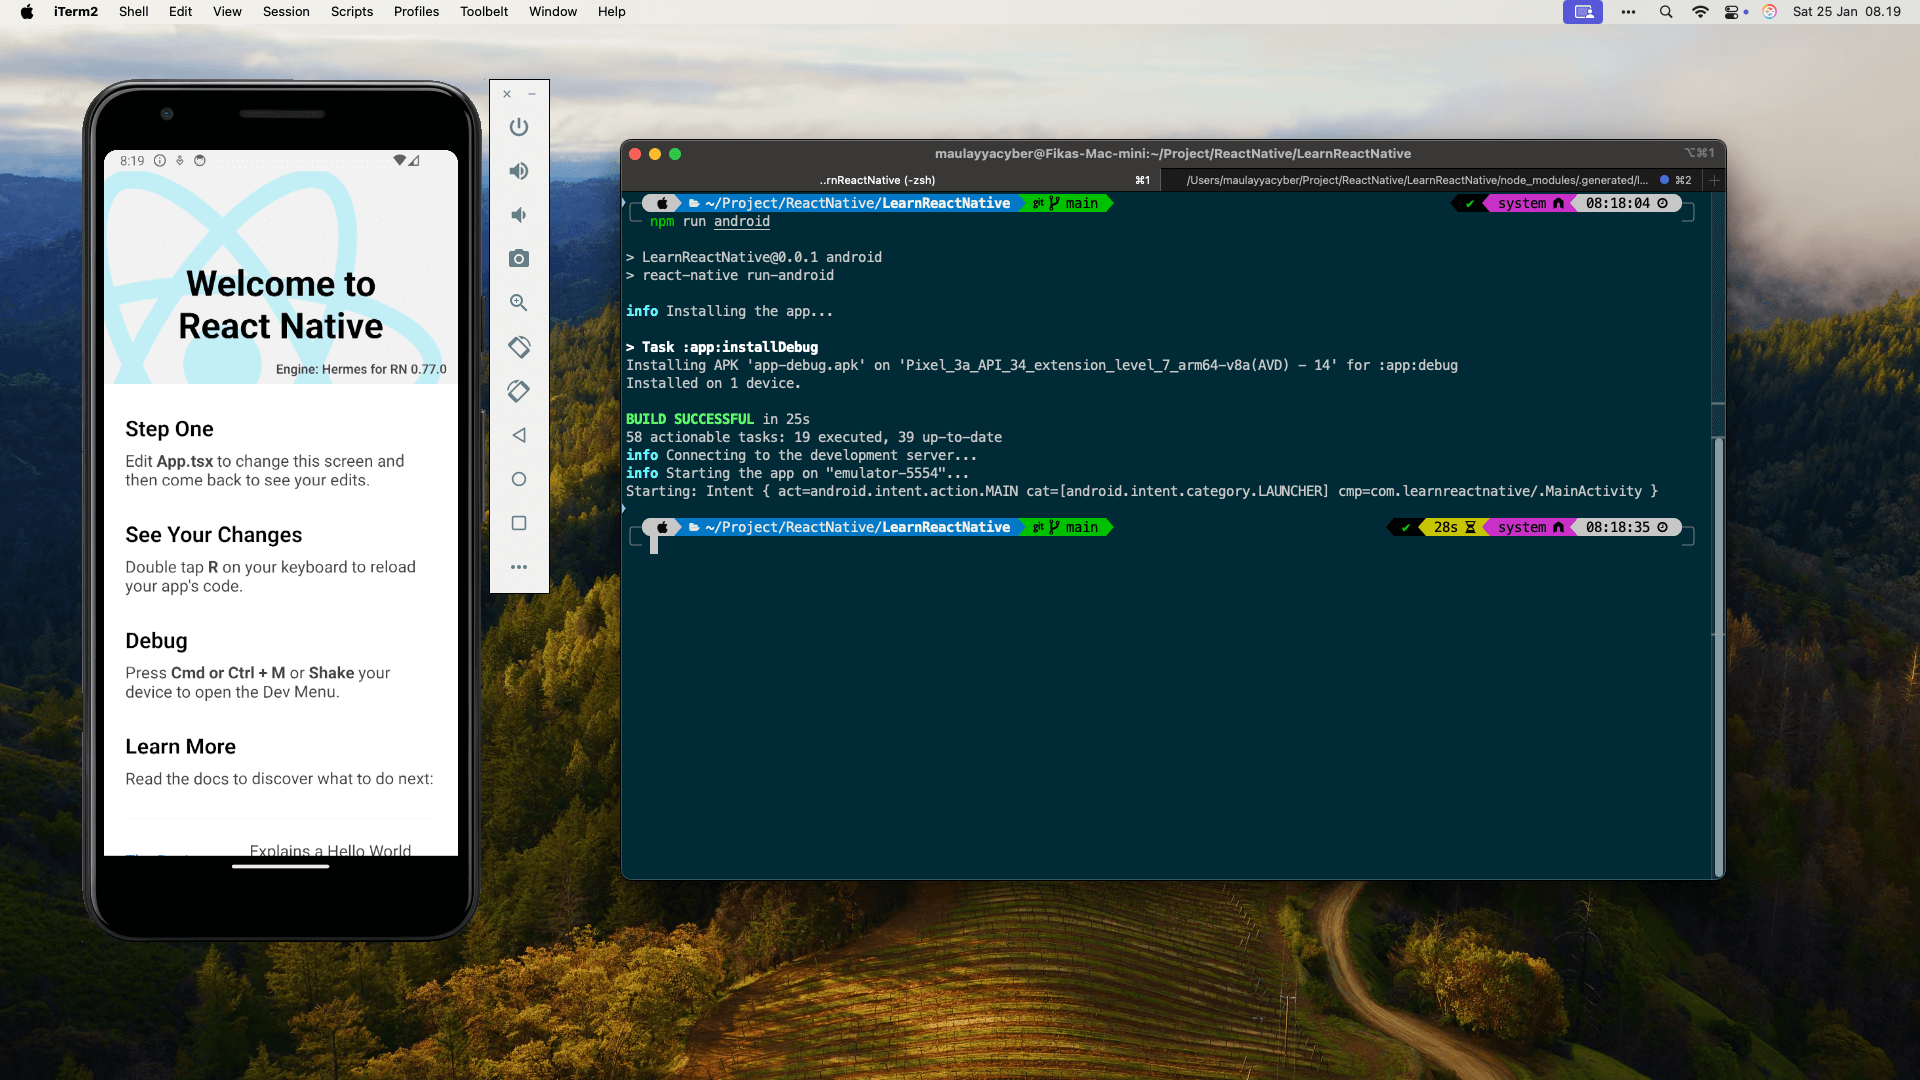 iTerm2 Shell Edit View Session Scripts Profiles Toolbelt Window Help
Sat 25 Jan 08.19
8:19
Welcome to
React Native
Engine: Hermes for RN 0.77.0
Step One
Edit App.tsx to change this screen and
then come back to see your edits.
See Your Changes
Double tap R on your keyboard to reload
your app's code.
Debug
Press Cmd or Ctrl + M or Shake your
device to open the Dev Menu.
Learn More
Read the docs to discover what to do next:
Explains a Hello World
maulayyacyber@Fikas-Mac-mini:~/Project/ReactNative/LearnReactNative
⌥⌘1
..rnReactNative (-zsh) ⌘1
/Users/maulayyacyber/Project/ReactNative/LearnReactNative/node_modules/.generated/l... ⌘2
~/Project/ReactNative/LearnReactNative git main ✔ system 08:18:04
npm run android
> LearnReactNative@0.0.1 android
> react-native run-android
info Installing the app...
> Task :app:installDebug
Installing APK 'app-debug.apk' on 'Pixel_3a_API_34_extension_level_7_arm64-v8a(AVD) - 14' for :app:debug
Installed on 1 device.
BUILD SUCCESSFUL in 25s
58 actionable tasks: 19 executed, 39 up-to-date
info Connecting to the development server...
info Starting the app on "emulator-5554"...
Starting: Intent { act=android.intent.action.MAIN cat=[android.intent.category.LAUNCHER] cmp=com.learnreactnative/.MainActivity }
~/Project/ReactNative/LearnReactNative git main ✔ 28s system 08:18:35